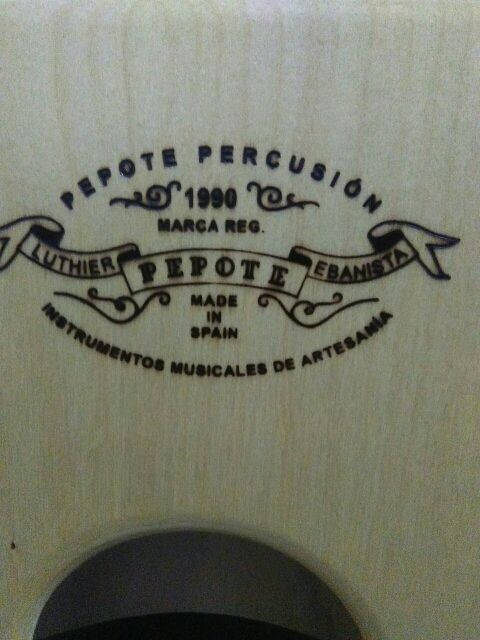 PEPOTE PERCUSIÓN
1990
MARCA REG.
LUTHIER PEPOTE EBANISTA
MADE
IN
SPAIN
INSTRUMENTOS MUSICALES DE ARTESANÍA